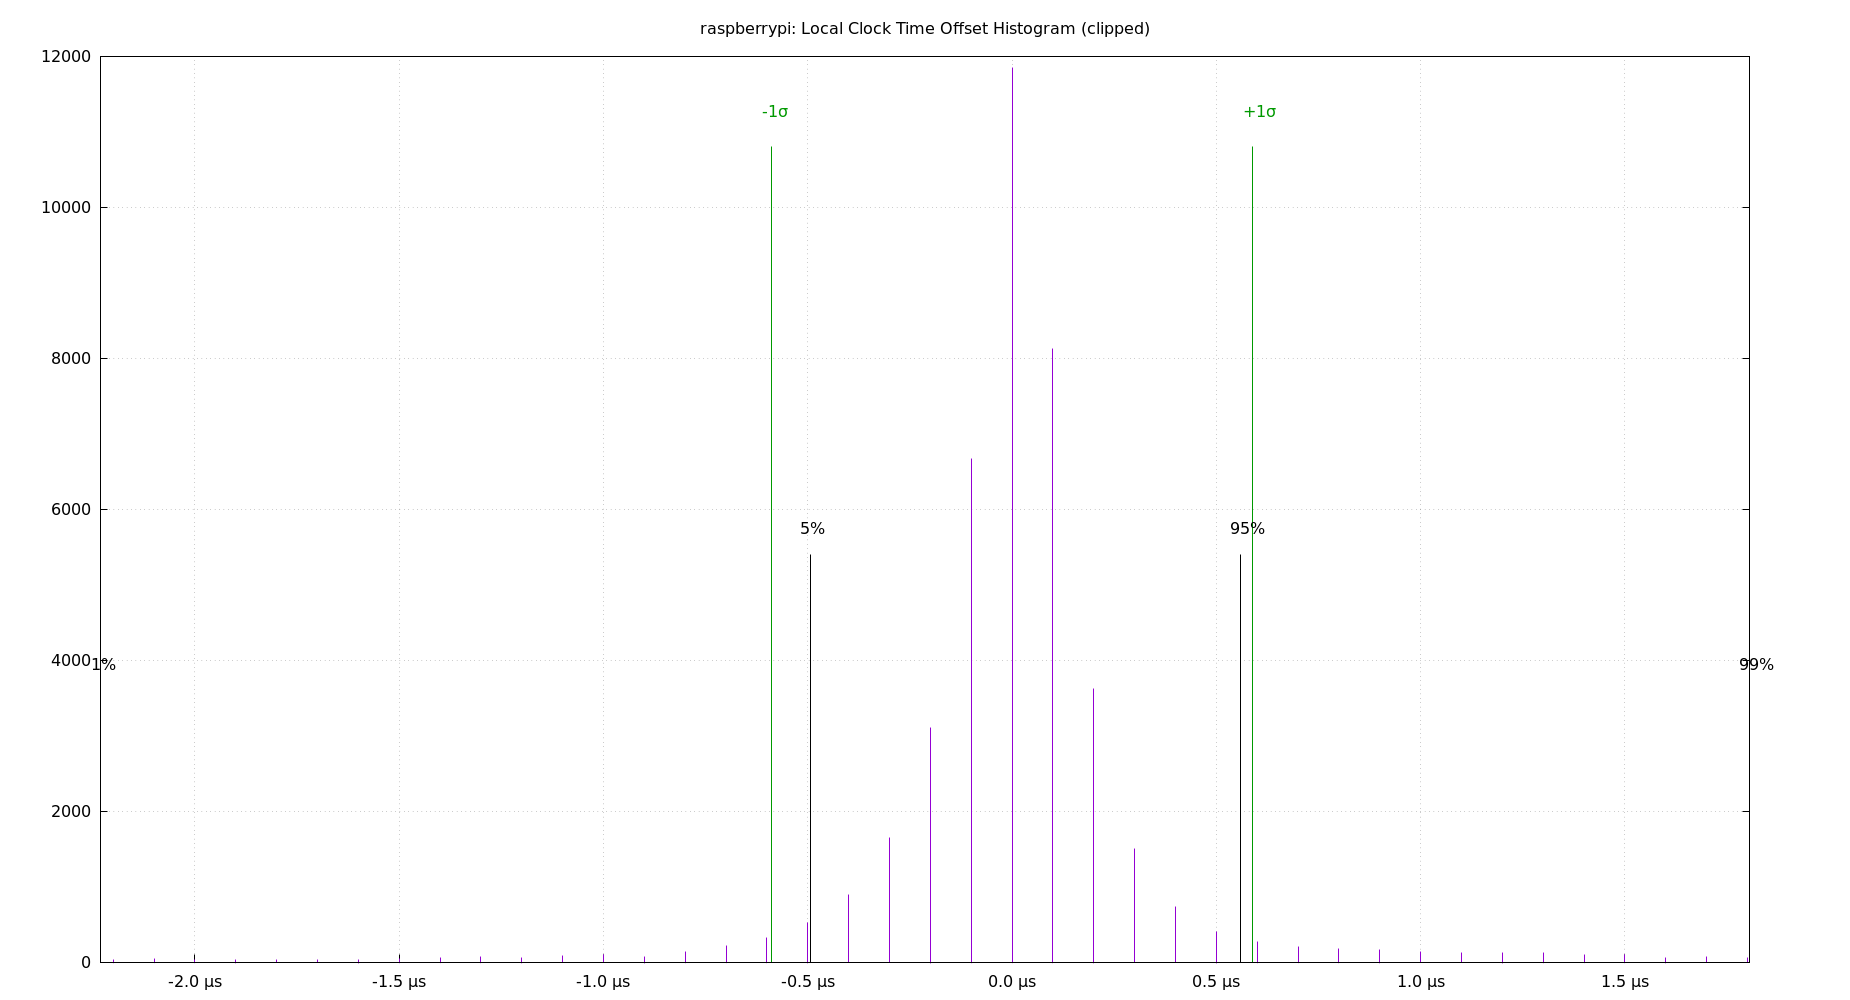 raspberrypi: Local Clock Time Offset Histogram (clipped)
12000
-1σ
+1σ
10000
8000
6000
5%
95%
4000
1%
99%
2000
0
-2.0 µs
-1.5 µs
-1.0 µs
-0.5 µs
0.0 µs
0.5 µs
1.0 µs
1.5 µs